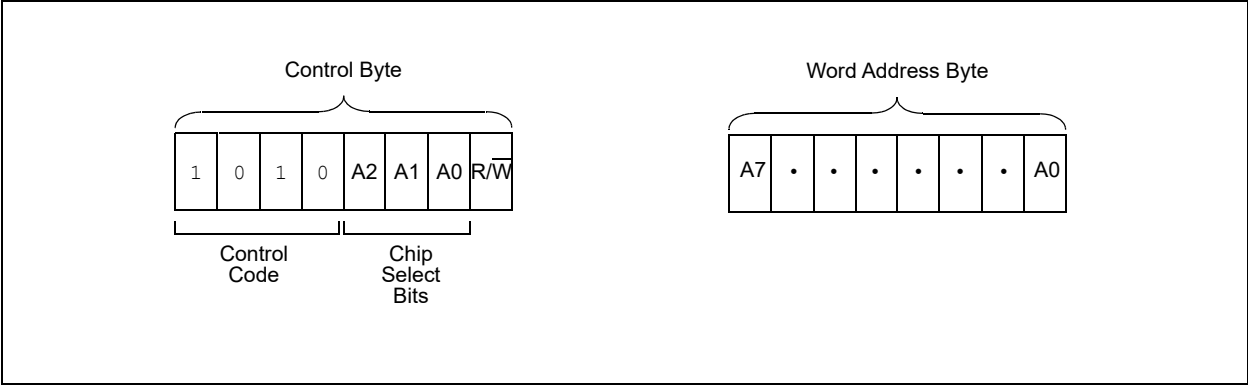 Control Byte
Word Address Byte
1 0 1 0 A2 A1 A0 R/W̅
A7 • • • • • • A0
Control
Code
Chip
Select
Bits